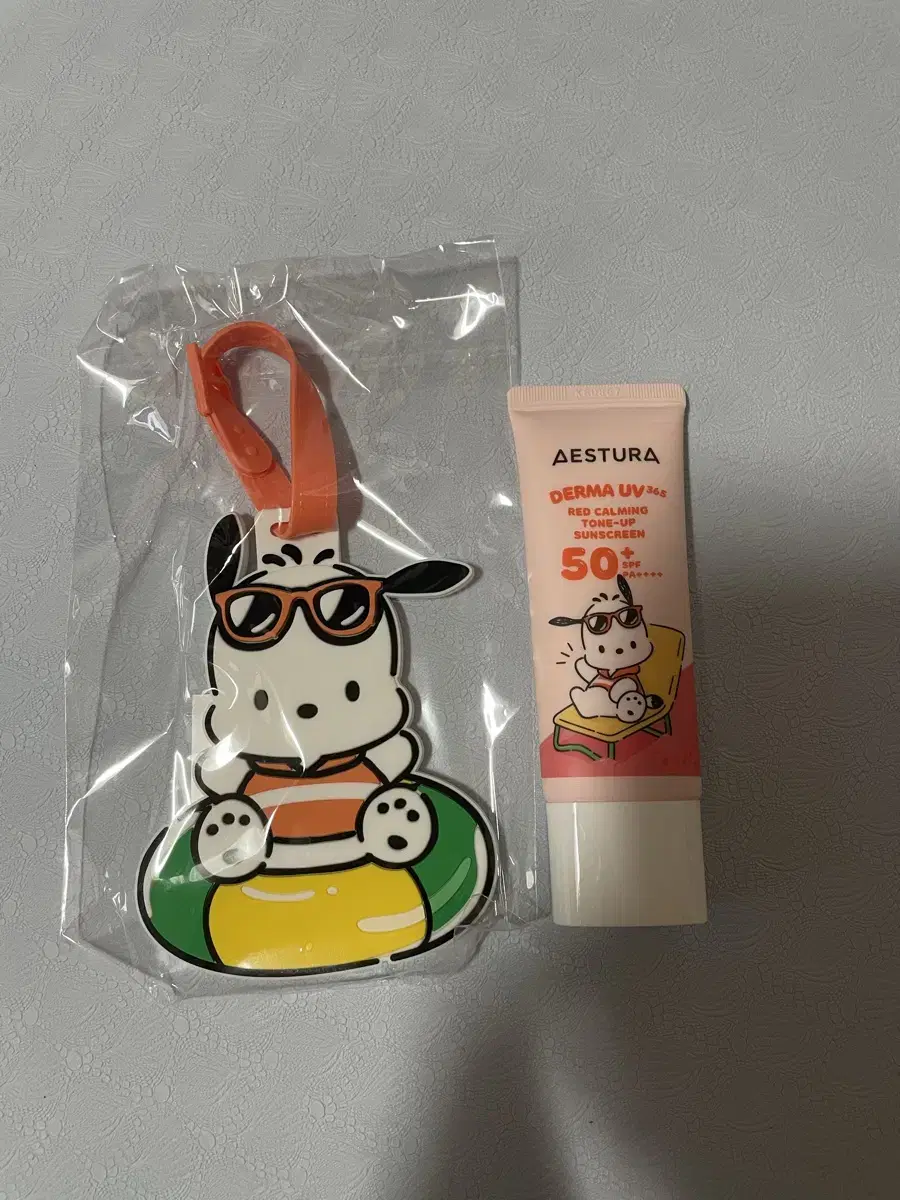 AESTURA
DERMA UV 365
RED CALMING
TONE-UP
SUNSCREEN
50+
SPF
PA++++